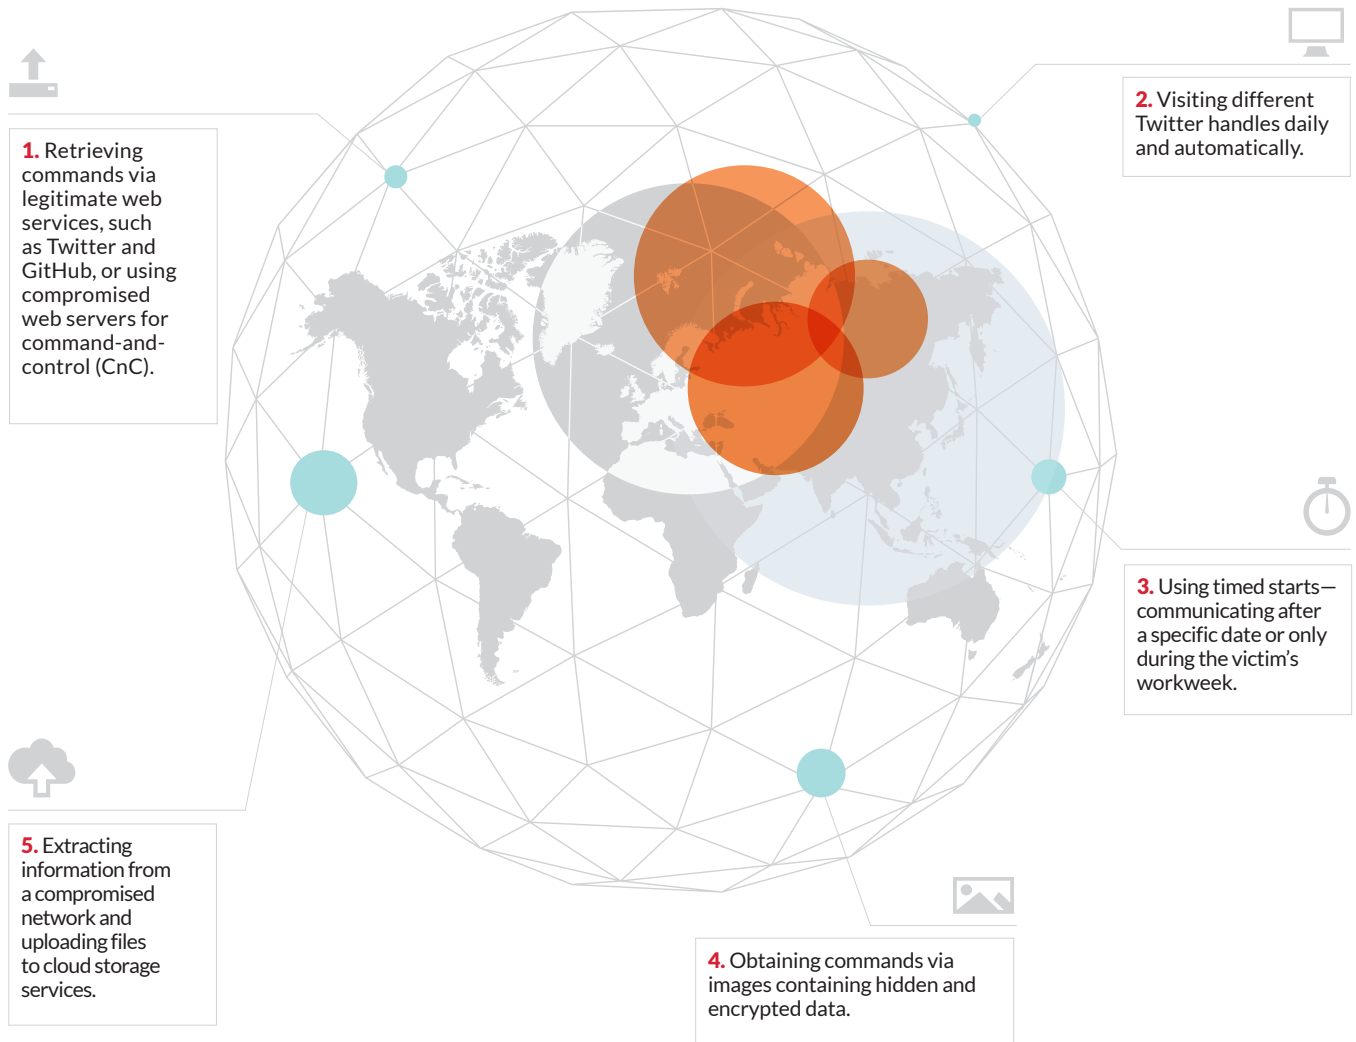 1. Retrieving
commands via
legitimate web
services, such
as Twitter and
GitHub, or using
compromised
web servers for
command-and-
control (CnC).
2. Visiting different
Twitter handles daily
and automatically.
3. Using timed starts—
communicating after
a specific date or only
during the victim’s
workweek.
4. Obtaining commands via
images containing hidden and
encrypted data.
5. Extracting
information from
a compromised
network and
uploading files
to cloud storage
services.